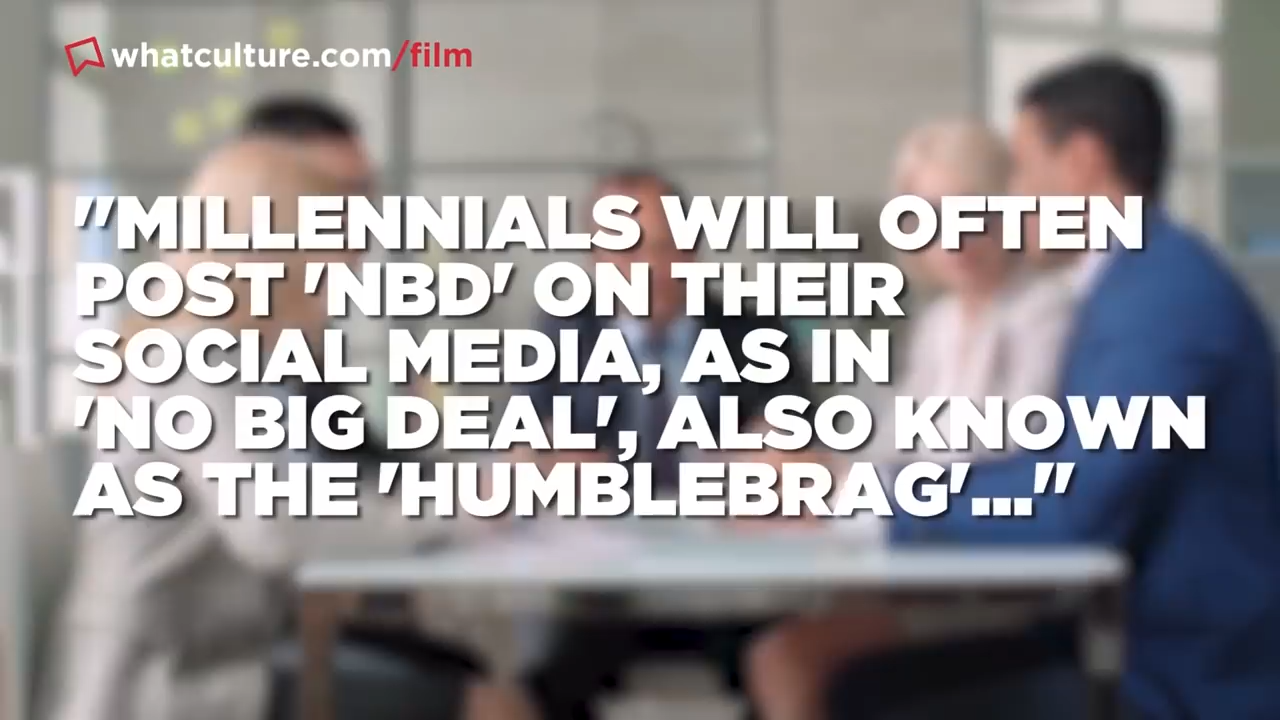 whatculture.com/film
"MILLENNIALS WILL OFTEN
POST 'NBD' ON THEIR
SOCIAL MEDIA, AS IN
'NO BIG DEAL', ALSO KNOWN
AS THE 'HUMBLEBRAG'..."